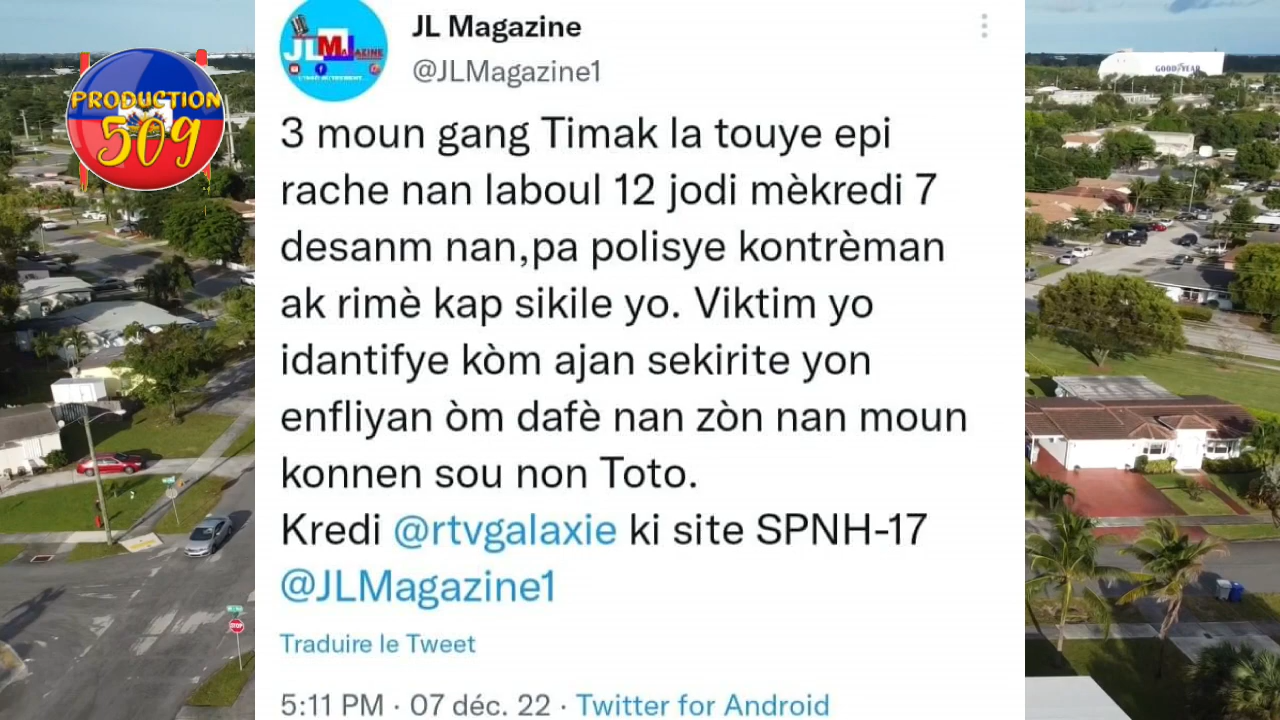 JL Magazine
@JLMagazine1
PRODUCTION
509
GOODYEAR
3 moun gang Timak la touye epi
rache nan laboul 12 jodi mèkredi 7
desanm nan,pa polisye kontrèman
ak rimè kap sikile yo. Viktim yo
idantifye kòm ajan sekirite yon
enfliyan òm dafè nan zòn nan moun
konnen sou non Toto.
Kredi @rtvgalaxie ki site SPNH-17
@JLMagazine1
Traduire le Tweet
5:11 PM · 07 déc. 22 · Twitter for Android
STOP